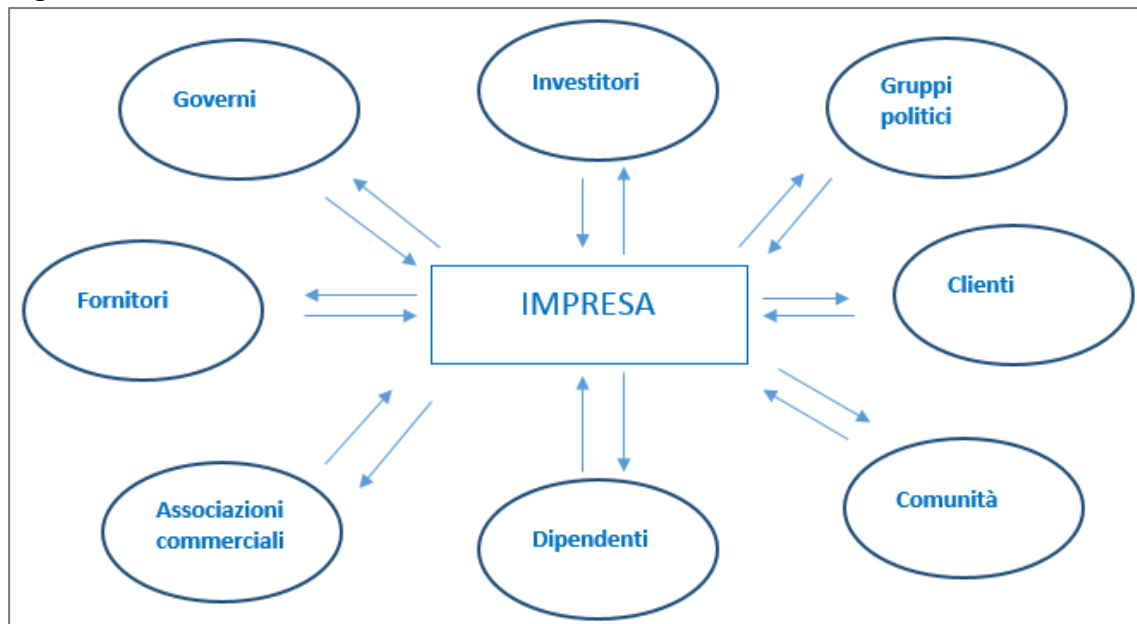 Governi
Investitori
Gruppi
politici
Fornitori
IMPRESA
Clienti
Associazioni
commerciali
Dipendenti
Comunità